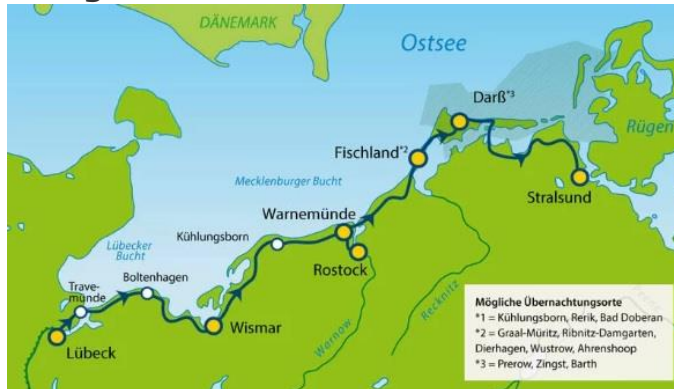 DÄNEMARK
Ostsee
Darß*3
Rügen
Fischland*2
Mecklenburger Bucht
Stralsund
Warnemünde
Kühlungsborn
Lübecker
Bucht
Rostock
Boltenhagen
Trave-
münde
Wismar
Lübeck
Warnow
Recknitz
Mögliche Übernachtungsorte
*1 = Kühlungsborn, Rerik, Bad Doberan
*2 = Graal-Müritz, Ribnitz-Damgarten,
Dierhagen, Wustrow, Ahrenshoop
*3 = Prerow, Zingst, Barth